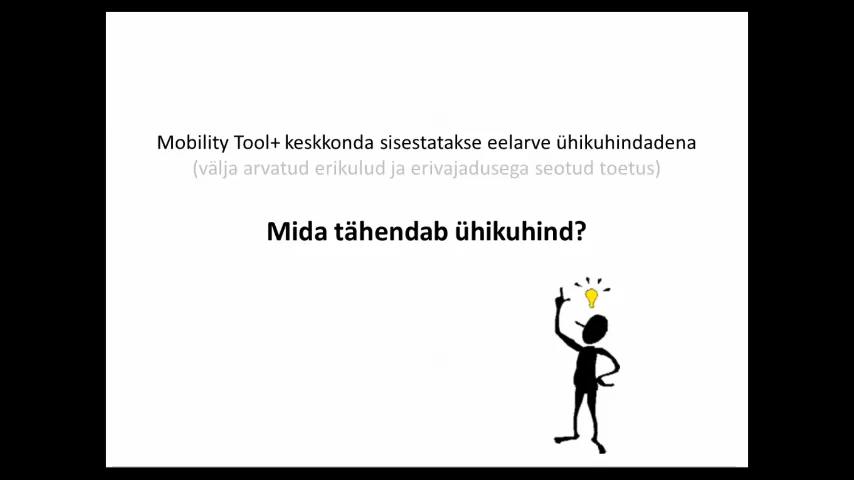 Mobility Tool+ keskkonda sisestatakse eelarve ühikuhindadena
(välja arvatud erikulud ja erivajadusega seotud toetus)
Mida tähendab ühikuhind?